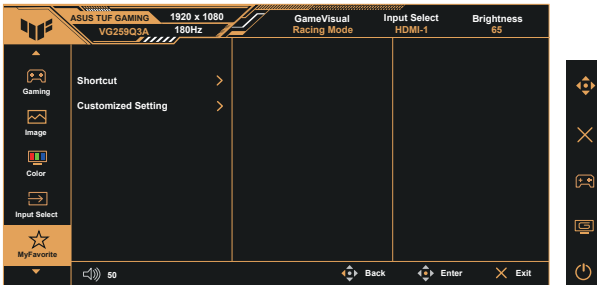 ASUS TUF GAMING 1920 x 1080
VG259Q3A 180Hz
GameVisual
Racing Mode
Input Select
HDMI-1
Brightness
65
Gaming
Image
Color
Input Select
MyFavorite
Shortcut
Customized Setting
50
Back
Enter
Exit